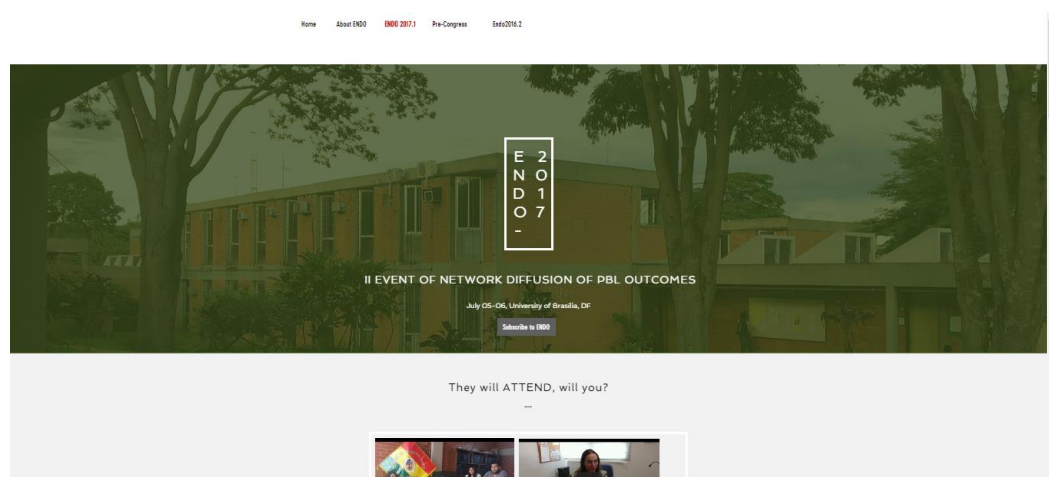 Home About ENDO ENDO 2017.1 Pre-Congress Endo2016.2
E 2
N 0
D 1
O 7
-
II EVENT OF NETWORK DIFFUSION OF PBL OUTCOMES
July 05-06, University of Brasilia, DF
Subscribe to ENDO
They will ATTEND, will you?